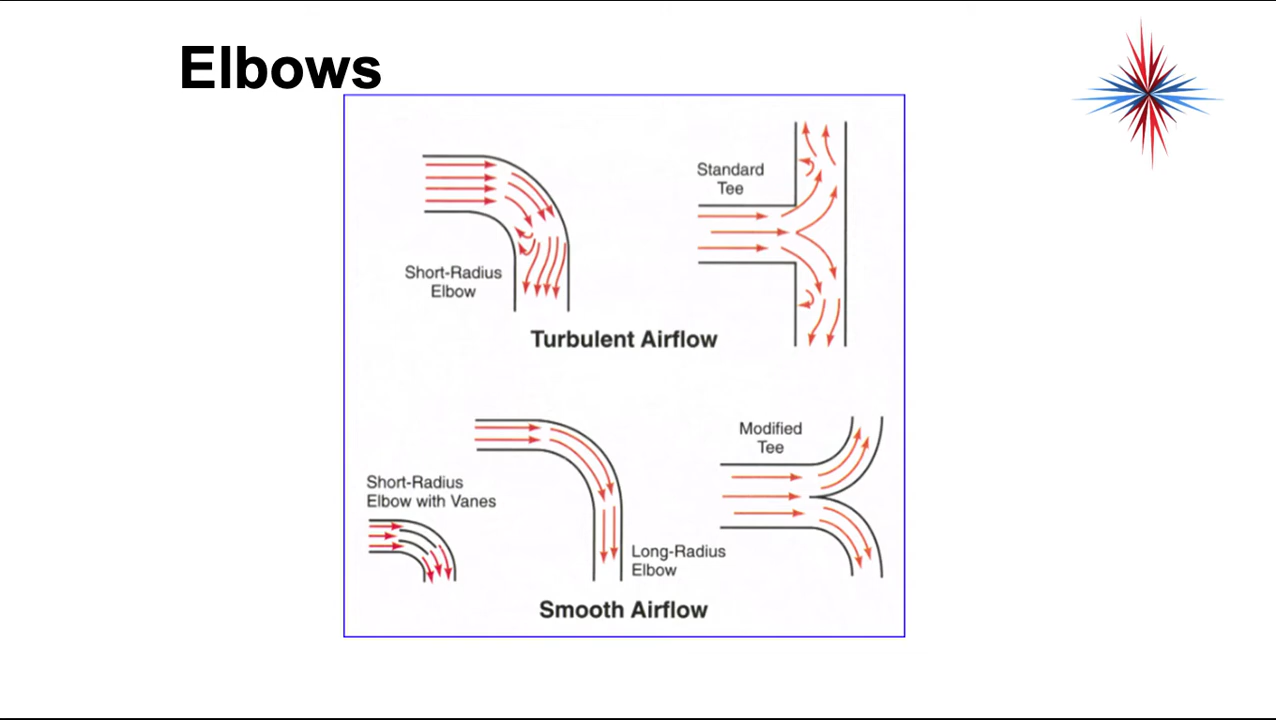 Elbows
Standard
Tee
Short-Radius
Elbow
Turbulent Airflow
Modified
Tee
Short-Radius
Elbow with Vanes
Long-Radius
Elbow
Smooth Airflow